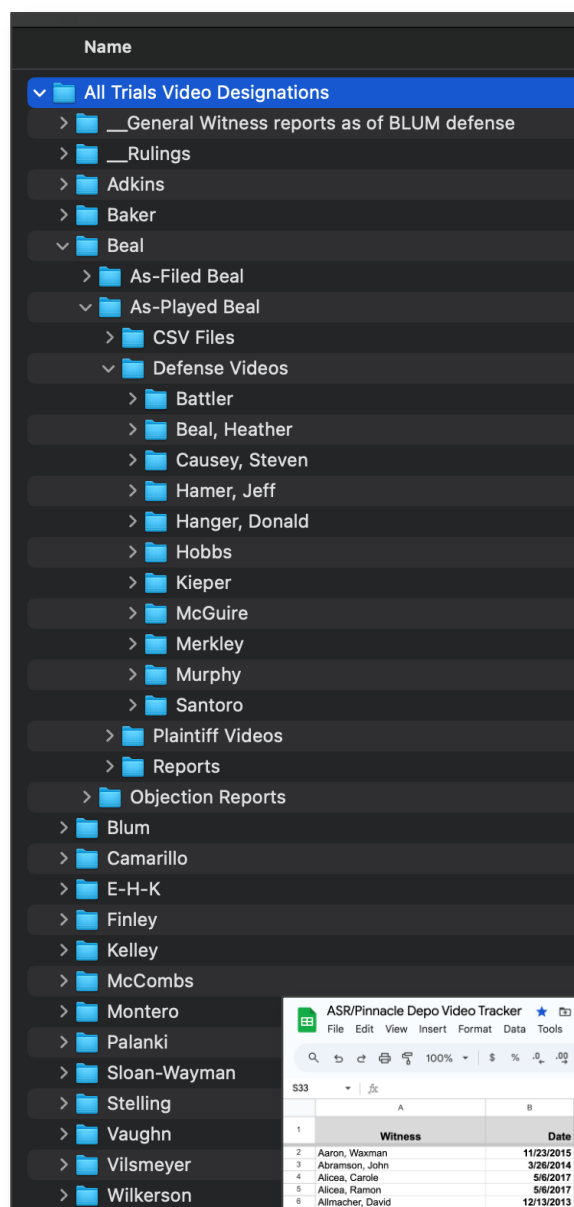 Name
All Trials Video Designations
__General Witness reports as of BLUM defense
__Rulings
Adkins
Baker
Beal
As-Filed Beal
As-Played Beal
CSV Files
Defense Videos
Battler
Beal, Heather
Causey, Steven
Hamer, Jeff
Hanger, Donald
Hobbs
Kieper
McGuire
Merkley
Murphy
Santoro
Plaintiff Videos
Reports
Objection Reports
Blum
Camarillo
E-H-K
Finley
Kelley
McCombs
Montero
Palanki
Sloan-Wayman
Stelling
Vaughn
Vilsmeyer
Wilkerson
ASR/Pinnacle Depo Video Tracker
File Edit View Insert Format Data Tools
100% $ % .0 .00
S33 fx
A B
1 Witness Date
2 Aaron, Waxman 11/23/2015
3 Abramson, John 3/26/2014
4 Alicea, Carole 5/6/2017
5 Alicea, Ramon 5/6/2017
6 Allmacher, David 12/13/2013